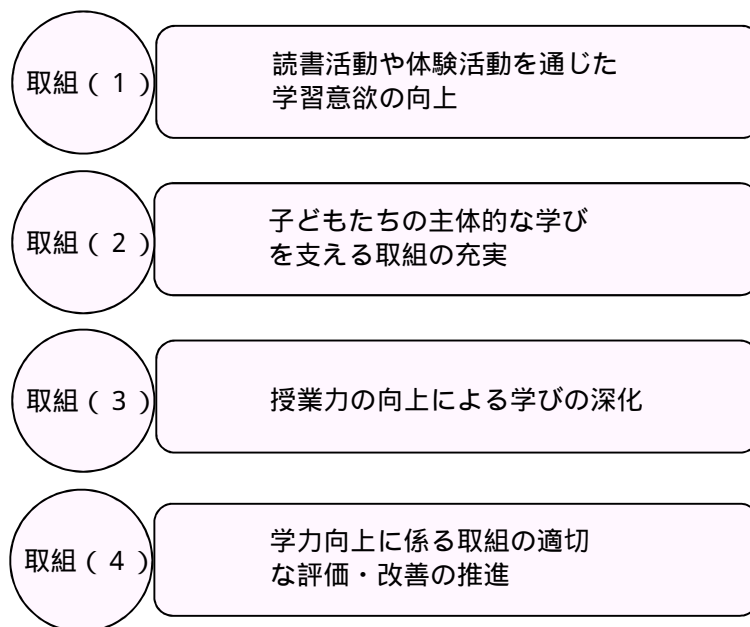 取組（１）
読書活動や体験活動を通じた
学習意欲の向上
取組（２）
子どもたちの主体的な学び
を支える取組の充実
取組（３）
授業力の向上による学びの深化
取組（４）
学力向上に係る取組の適切
な評価・改善の推進